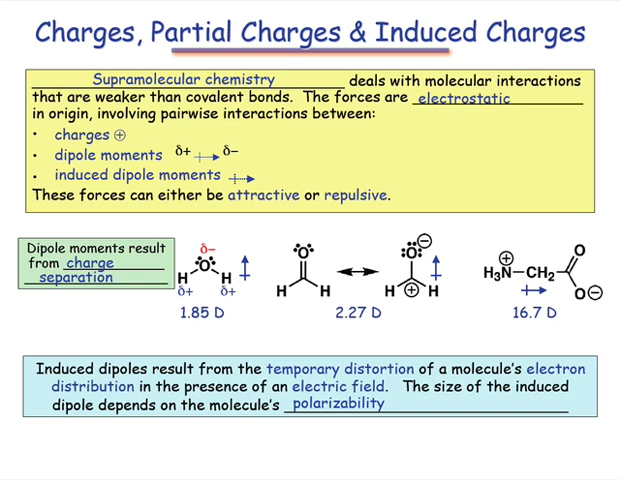 Charges, Partial Charges & Induced Charges
Supramolecular chemistry deals with molecular interactions
that are weaker than covalent bonds. The forces are electrostatic
in origin, involving pairwise interactions between:
• charges ⊕
• dipole moments δ+ δ−
• induced dipole moments
These forces can either be attractive or repulsive.
Dipole moments result
from charge
separation
δ−
O
H H
δ+ δ+
1.85 D
O
H H
O ⊖
H ⊕ H
2.27 D
⊕ O
H₃N−CH₂
O⊖
16.7 D
Induced dipoles result from the temporary distortion of a molecule's electron
distribution in the presence of an electric field. The size of the induced
dipole depends on the molecule's polarizability